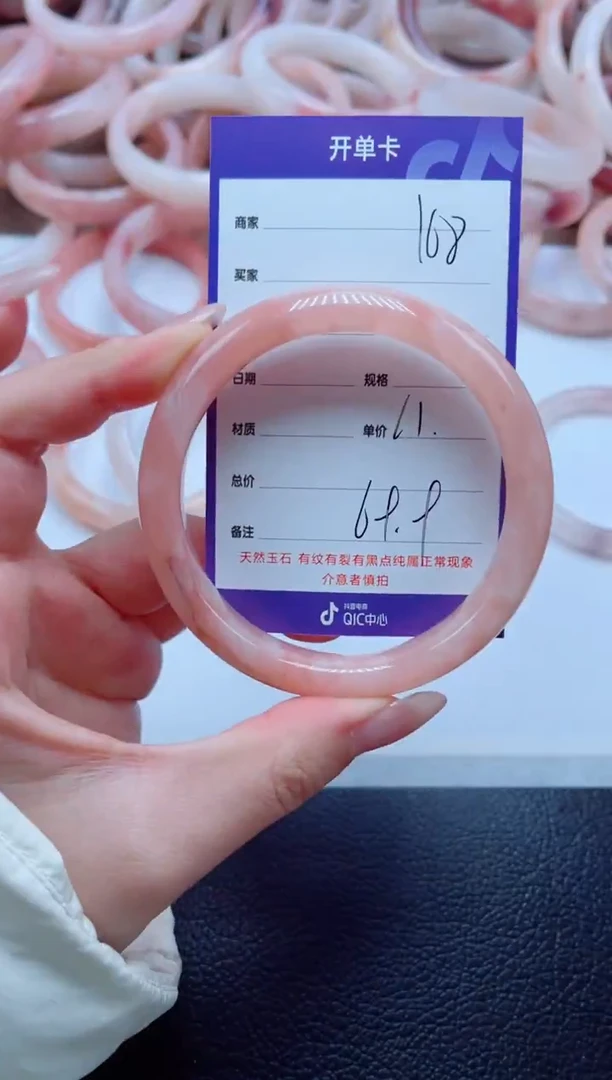 开单卡
商家 168
买家
日期 规格
材质 单价 61.
总价
备注 69.9
天然玉石 有纹有裂有黑点纯属正常现象
介意者慎拍
抖音电商
QIC中心